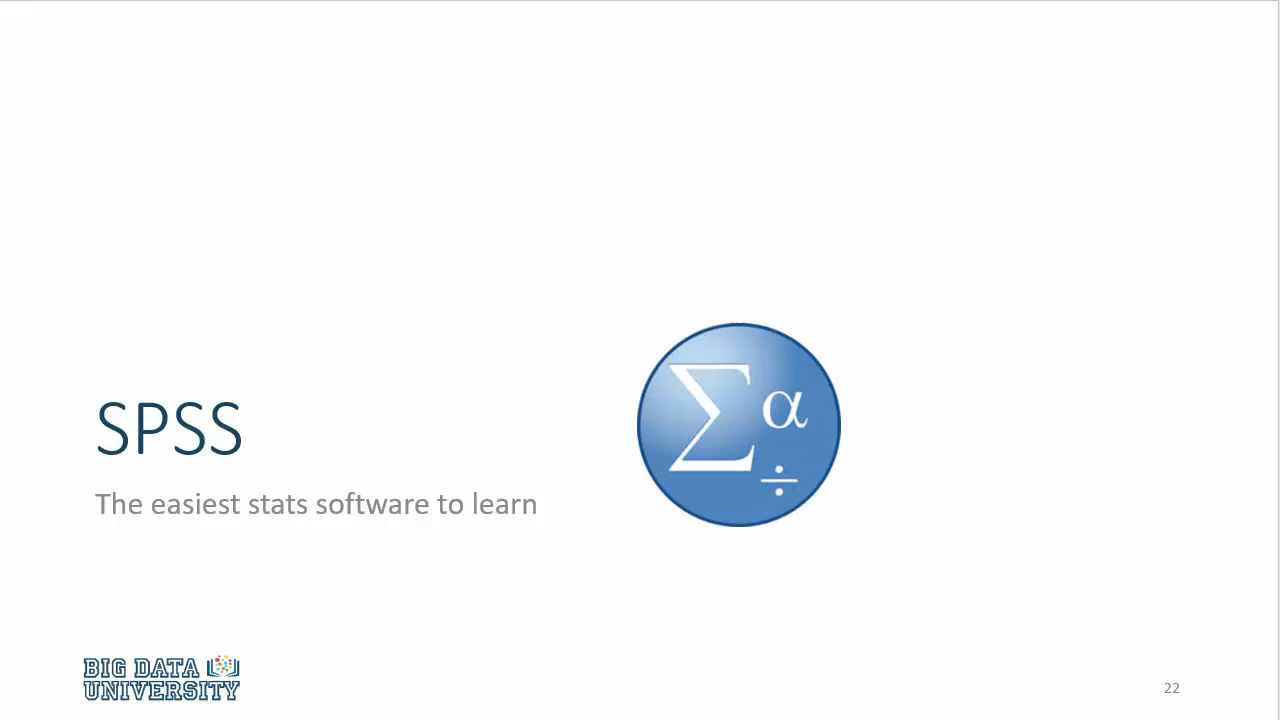 SPSS
The easiest stats software to learn
Σ α ÷
BIG DATA
UNIVERSITY
22